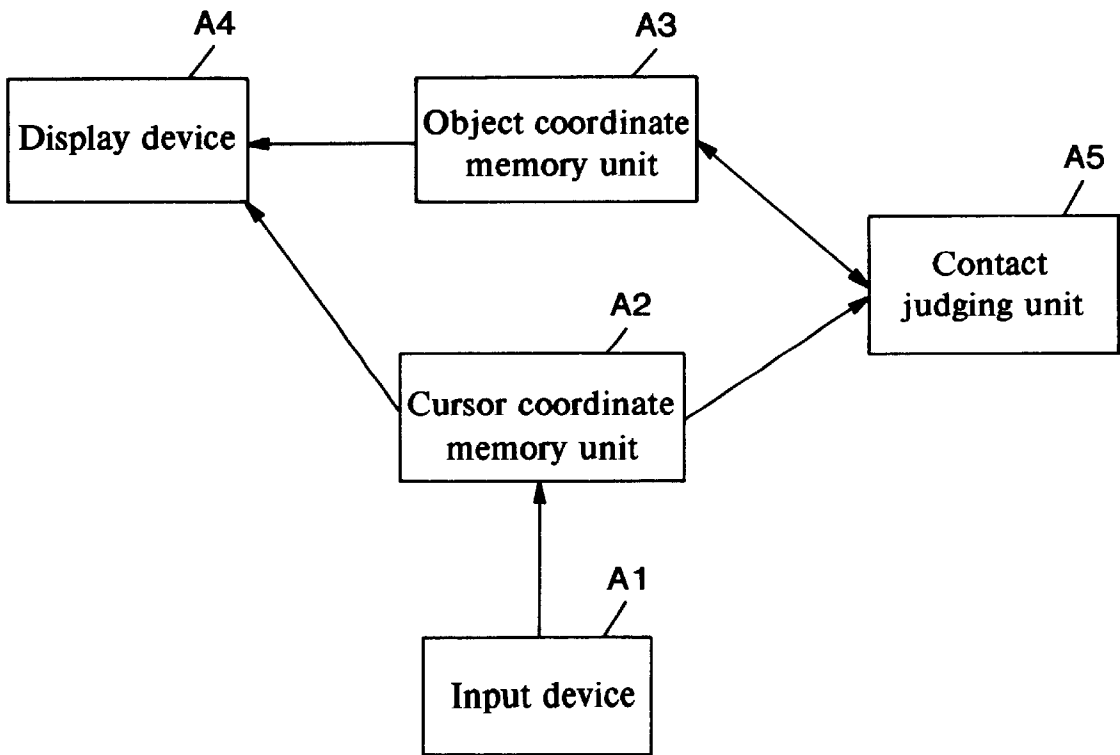 A4
Display device
A3
Object coordinate
memory unit
A5
Contact
judging unit
A2
Cursor coordinate
memory unit
A1
Input device